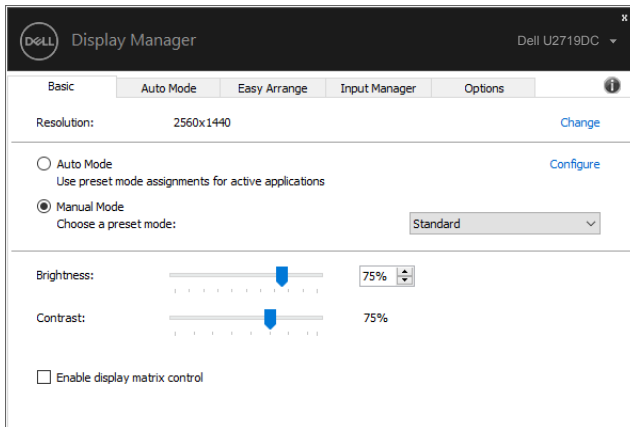 x
DELL Display Manager Dell U2719DC
Basic Auto Mode Easy Arrange Input Manager Options i
Resolution: 2560x1440 Change
Auto Mode Configure
Use preset mode assignments for active applications
Manual Mode
Choose a preset mode: Standard
Brightness: 75%
Contrast: 75%
Enable display matrix control